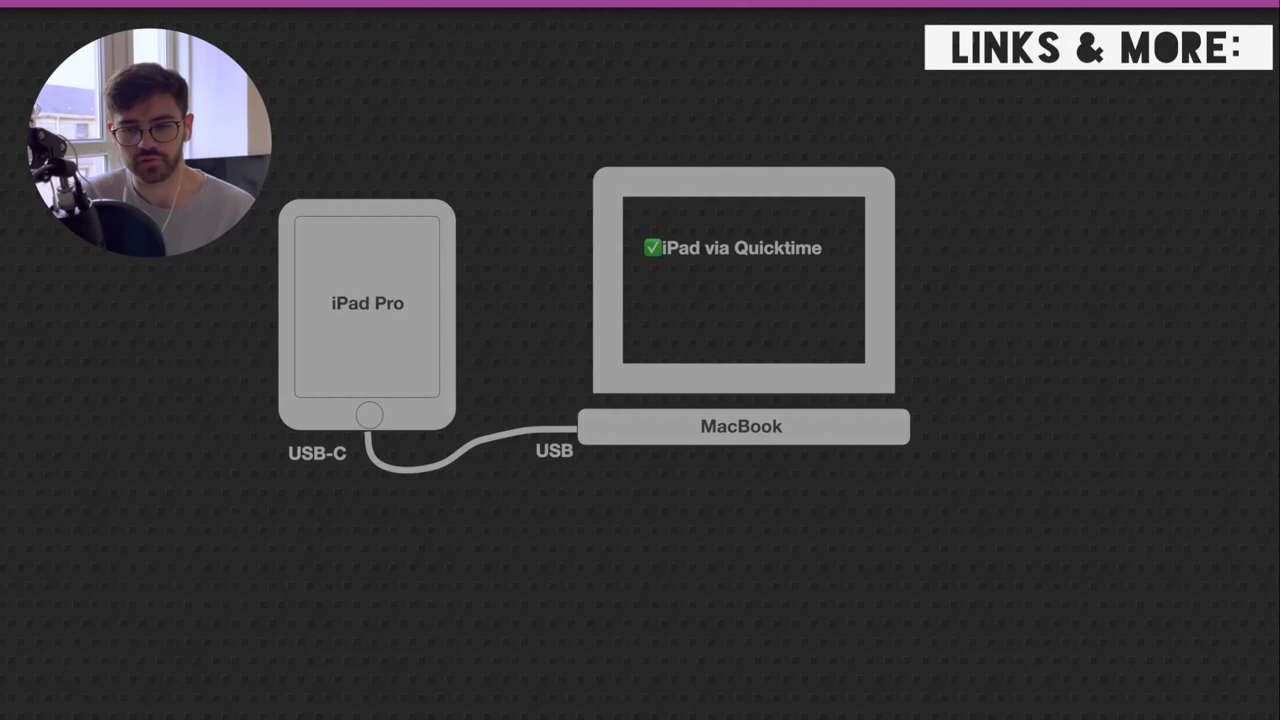 LINKS & MORE:
✅iPad via Quicktime
iPad Pro
MacBook
USB-C
USB